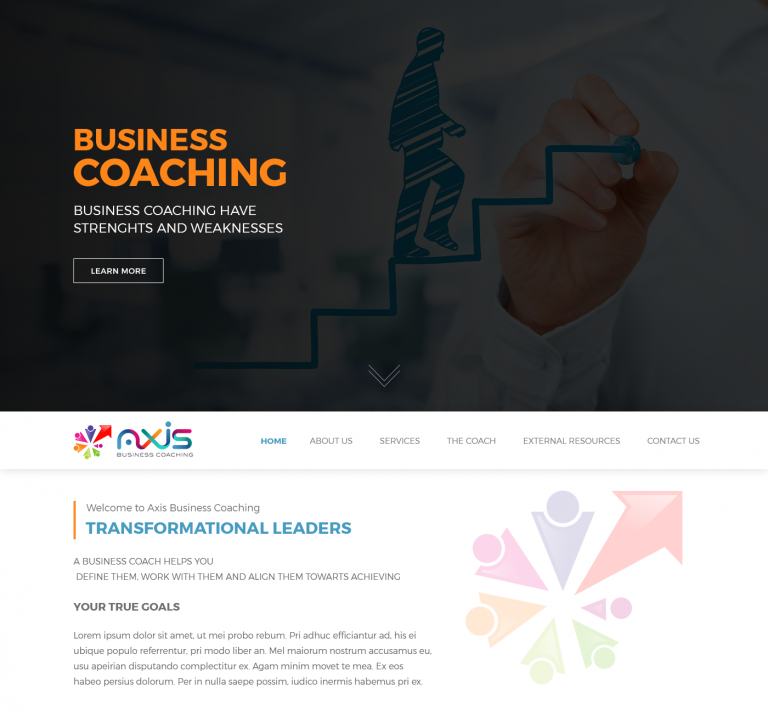 BUSINESS
COACHING
BUSINESS COACHING HAVE
STRENGHTS AND WEAKNESSES
LEARN MORE
AXIS
BUSINESS COACHING
HOME ABOUT US SERVICES THE COACH EXTERNAL RESOURCES CONTACT US
Welcome to Axis Business Coaching
TRANSFORMATIONAL LEADERS
A BUSINESS COACH HELPS YOU
DEFINE THEM, WORK WITH THEM AND ALIGN THEM TOWARTS ACHIEVING
YOUR TRUE GOALS
Lorem ipsum dolor sit amet, ut mei probo rebum. Pri adhuc efficiantur ad, his ei
ubique populo referrentur, pri modo liber an. Mel maiorum nostrum accusamus eu,
usu apeirian disputando complectitur ex. Agam minim movet te mea. Ex eos
habeo persius dolorum. Per in nulla saepe possim, iudico inermis habemus pri ex.